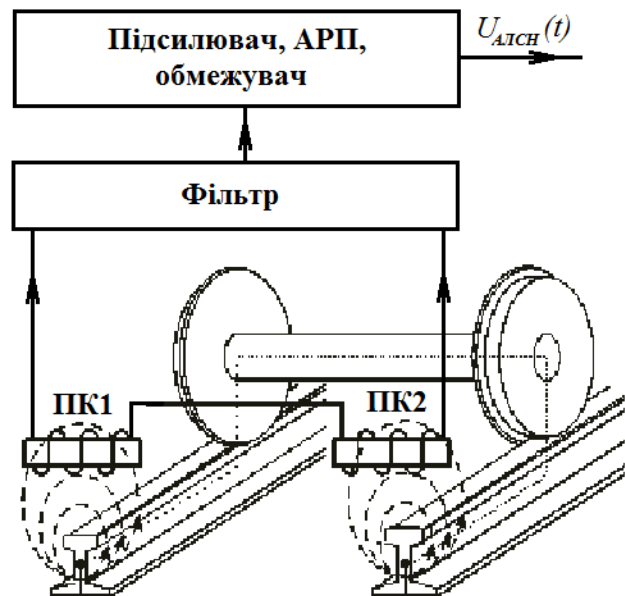 Підсилювач, АРП,
обмежувач
U_АЛСН(t)
Фільтр
ПК1
ПК2